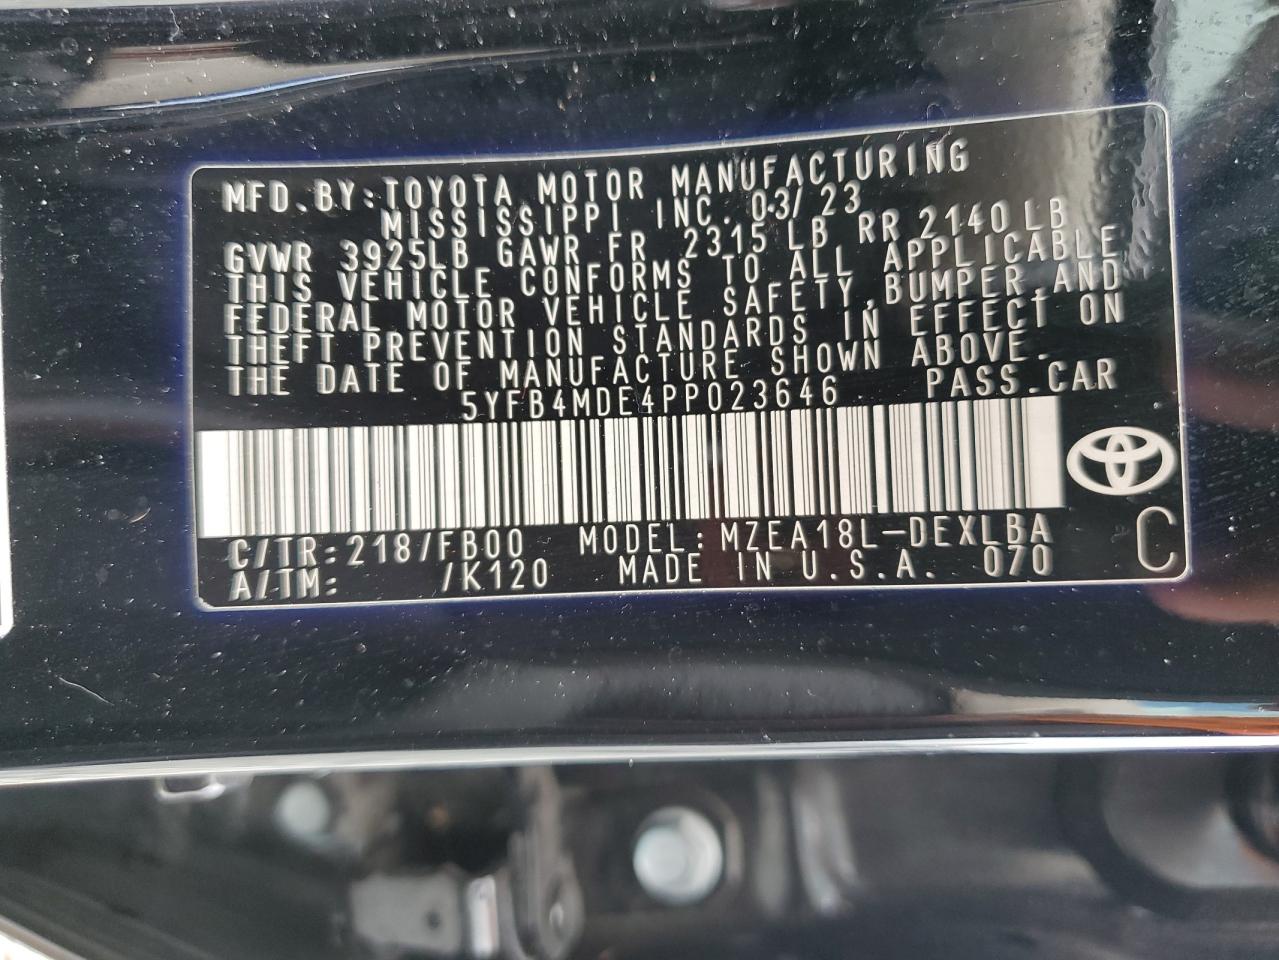 MFD.BY:TOYOTA MOTOR MANUFACTURING
MISSISSIPPI INC. 03/23
GVWR 3925LB GAWR FR 2315 LB RR 2140 LB
THIS VEHICLE CONFORMS TO ALL APPLICABLE
FEDERAL MOTOR VEHICLE SAFETY,BUMPER,AND
THEFT PREVENTION STANDARDS IN EFFECT ON
THE DATE OF MANUFACTURE SHOWN ABOVE.
5YFB4MDE4PP023646 PASS.CAR
C/TR:218/FB00 MODEL:MZEA18L-DEXLBA
A/TM: /K120 MADE IN U.S.A. 070
C